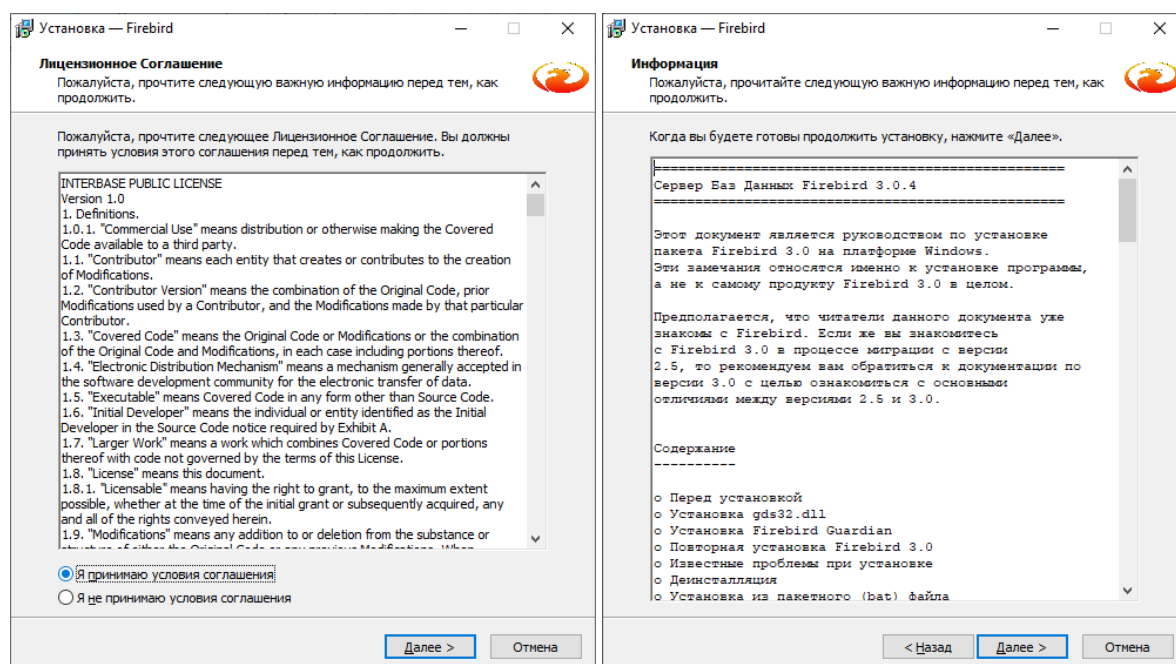 Установка — Firebird
Лицензионное Соглашение
Пожалуйста, прочтите следующую важную информацию перед тем, как
продолжить.
Пожалуйста, прочтите следующее Лицензионное Соглашение. Вы должны
принять условия этого соглашения перед тем, как продолжить.
INTERBASE PUBLIC LICENSE
Version 1.0
1. Definitions.
1.0.1. "Commercial Use" means distribution or otherwise making the Covered
Code available to a third party.
1.1. "Contributor" means each entity that creates or contributes to the creation
of Modifications.
1.2. "Contributor Version" means the combination of the Original Code, prior
Modifications used by a Contributor, and the Modifications made by that particular
Contributor.
1.3. "Covered Code" means the Original Code or Modifications or the combination
of the Original Code and Modifications, in each case including portions thereof.
1.4. "Electronic Distribution Mechanism" means a mechanism generally accepted in
the software development community for the electronic transfer of data.
1.5. "Executable" means Covered Code in any form other than Source Code.
1.6. "Initial Developer" means the individual or entity identified as the Initial
Developer in the Source Code notice required by Exhibit A.
1.7. "Larger Work" means a work which combines Covered Code or portions
thereof with code not governed by the terms of this License.
1.8. "License" means this document.
1.8.1. "Licensable" means having the right to grant, to the maximum extent
possible, whether at the time of the initial grant or subsequently acquired, any
and all of the rights conveyed herein.
1.9. "Modifications" means any addition to or deletion from the substance or
structure of either the Original Code or any previous Modifications. When
Я принимаю условия соглашения
Я не принимаю условия соглашения
Далее >
Отмена
Установка — Firebird
Информация
Пожалуйста, прочитайте следующую важную информацию перед тем, как
продолжить.
Когда вы будете готовы продолжить установку, нажмите «Далее».
==================================================
Сервер Баз Данных Firebird 3.0.4
==================================================
Этот документ является руководством по установке
пакета Firebird 3.0 на платформе Windows.
Эти замечания относятся именно к установке программы,
а не к самому продукту Firebird 3.0 в целом.
Предполагается, что читатели данного документа уже
знакомы с Firebird. Если же вы знакомитесь
с Firebird 3.0 в процессе миграции с версии
2.5, то рекомендуем вам обратиться к документации по
версии 3.0 с целью ознакомиться с основными
отличиями между версиями 2.5 и 3.0.
Содержание
----------
o Перед установкой
o Установка gds32.dll
o Установка Firebird Guardian
o Повторная установка Firebird 3.0
o Известные проблемы при установке
o Деинсталляция
o Установка из пакетного (bat) файла
< Назад
Далее >
Отмена